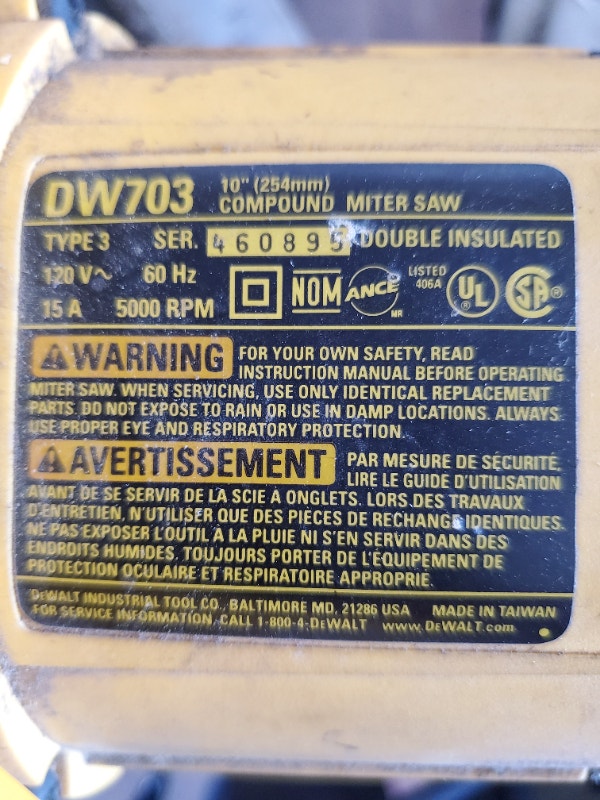 DW703 10" (254mm) COMPOUND MITER SAW
TYPE 3 SER. DOUBLE INSULATED
120 V~ 60 Hz
15 A 5000 RPM NOM ANCE MR LISTED 406A UL ® SA ®
WARNING FOR YOUR OWN SAFETY, READ
INSTRUCTION MANUAL BEFORE OPERATING
MITER SAW. WHEN SERVICING, USE ONLY IDENTICAL REPLACEMENT
PARTS. DO NOT EXPOSE TO RAIN OR USE IN DAMP LOCATIONS. ALWAYS
USE PROPER EYE AND RESPIRATORY PROTECTION.
AVERTISSEMENT PAR MESURE DE SÉCURITÉ,
LIRE LE GUIDE D'UTILISATION
AVANT DE SE SERVIR DE LA SCIE À ONGLETS. LORS DES TRAVAUX
D'ENTRETIEN, N'UTILISER QUE DES PIÈCES DE RECHANGE IDENTIQUES.
NE PAS EXPOSER L'OUTIL À LA PLUIE NI S'EN SERVIR DANS DES
ENDROITS HUMIDES. TOUJOURS PORTER DE L'ÉQUIPEMENT DE
PROTECTION OCULAIRE ET RESPIRATOIRE APPROPRIÉ.
DEWALT INDUSTRIAL TOOL CO., BALTIMORE MD, 21286 USA MADE IN TAIWAN
FOR SERVICE INFORMATION, CALL 1-800-4-DEWALT www.DEWALT.com